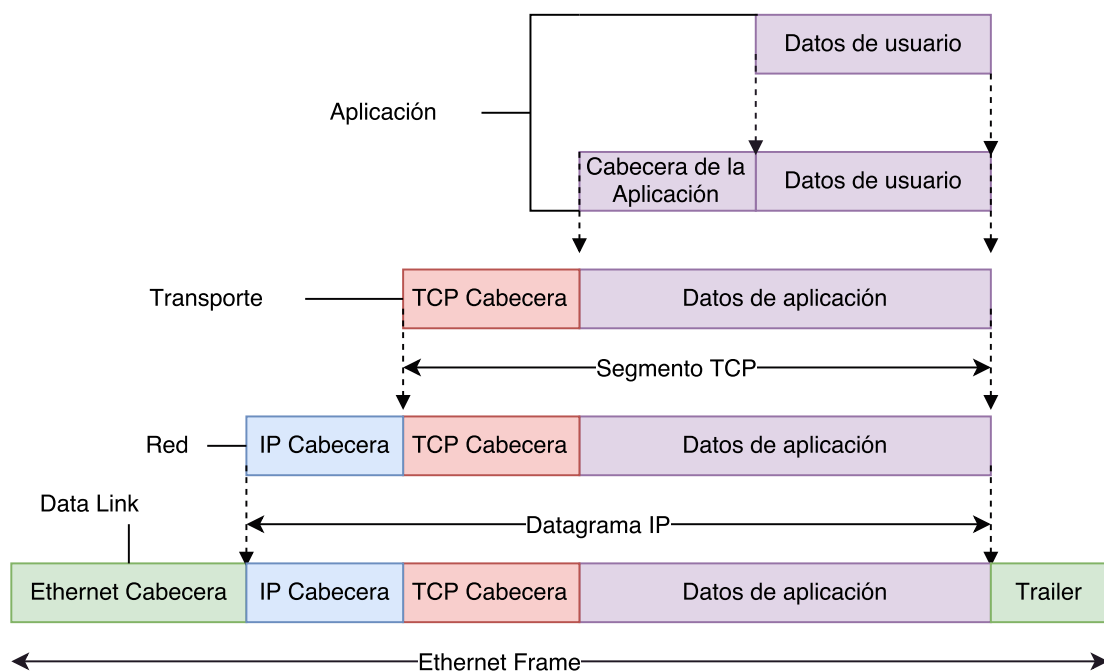 Datos de usuario
Aplicación
Cabecera de la
Aplicación
Datos de usuario
Transporte
TCP Cabecera
Datos de aplicación
Segmento TCP
Red
IP Cabecera
TCP Cabecera
Datos de aplicación
Data Link
Datagrama IP
Ethernet Cabecera
IP Cabecera
TCP Cabecera
Datos de aplicación
Trailer
Ethernet Frame